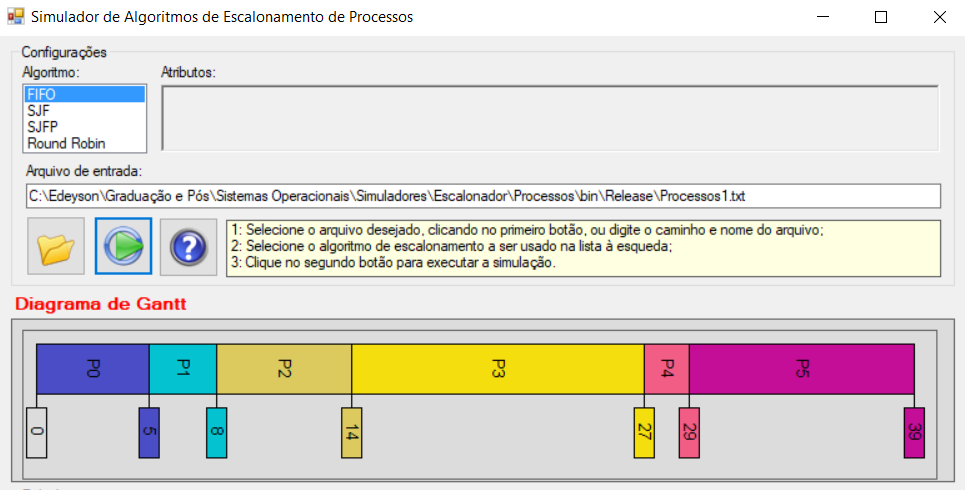 Simulador de Algoritmos de Escalonamento de Processos
Configurações
Algoritmo:
Atributos:
FIFO
SJF
SJFP
Round Robin
Arquivo de entrada:
C:\Edeyson\Graduação e Pós\Sistemas Operacionais\Simuladores\Escalonador\Processos\bin\Release\Processos1.txt
1: Selecione o arquivo desejado, clicando no primeiro botão, ou digite o caminho e nome do arquivo;
2: Selecione o algoritmo de escalonamento a ser usado na lista à esqueda;
3: Clique no segundo botão para executar a simulação.
Diagrama de Gantt
P0 P1 P2 P3 P4 P5
0 5 8 14 27 29 39